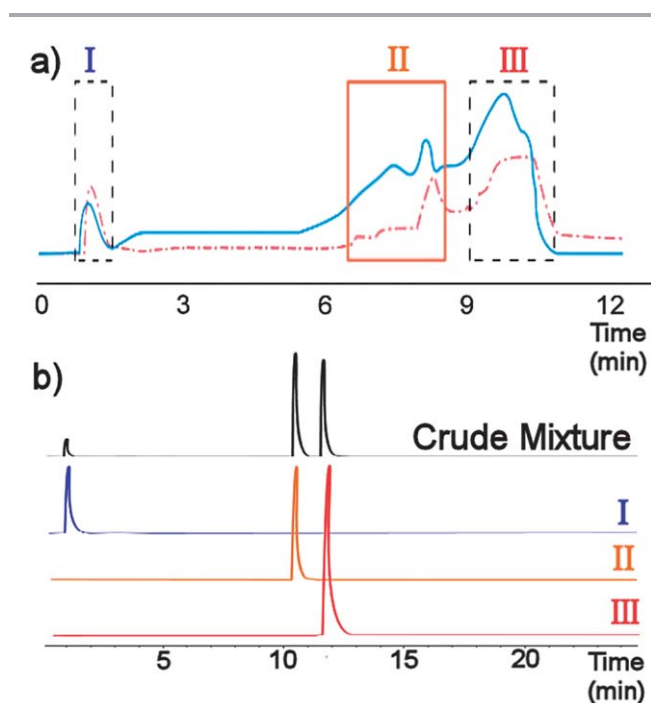 a)
I
II
III
0 3 6 9 12
Time
(min)
b)
Crude Mixture
I
II
III
5 10 15 20 Time
(min)